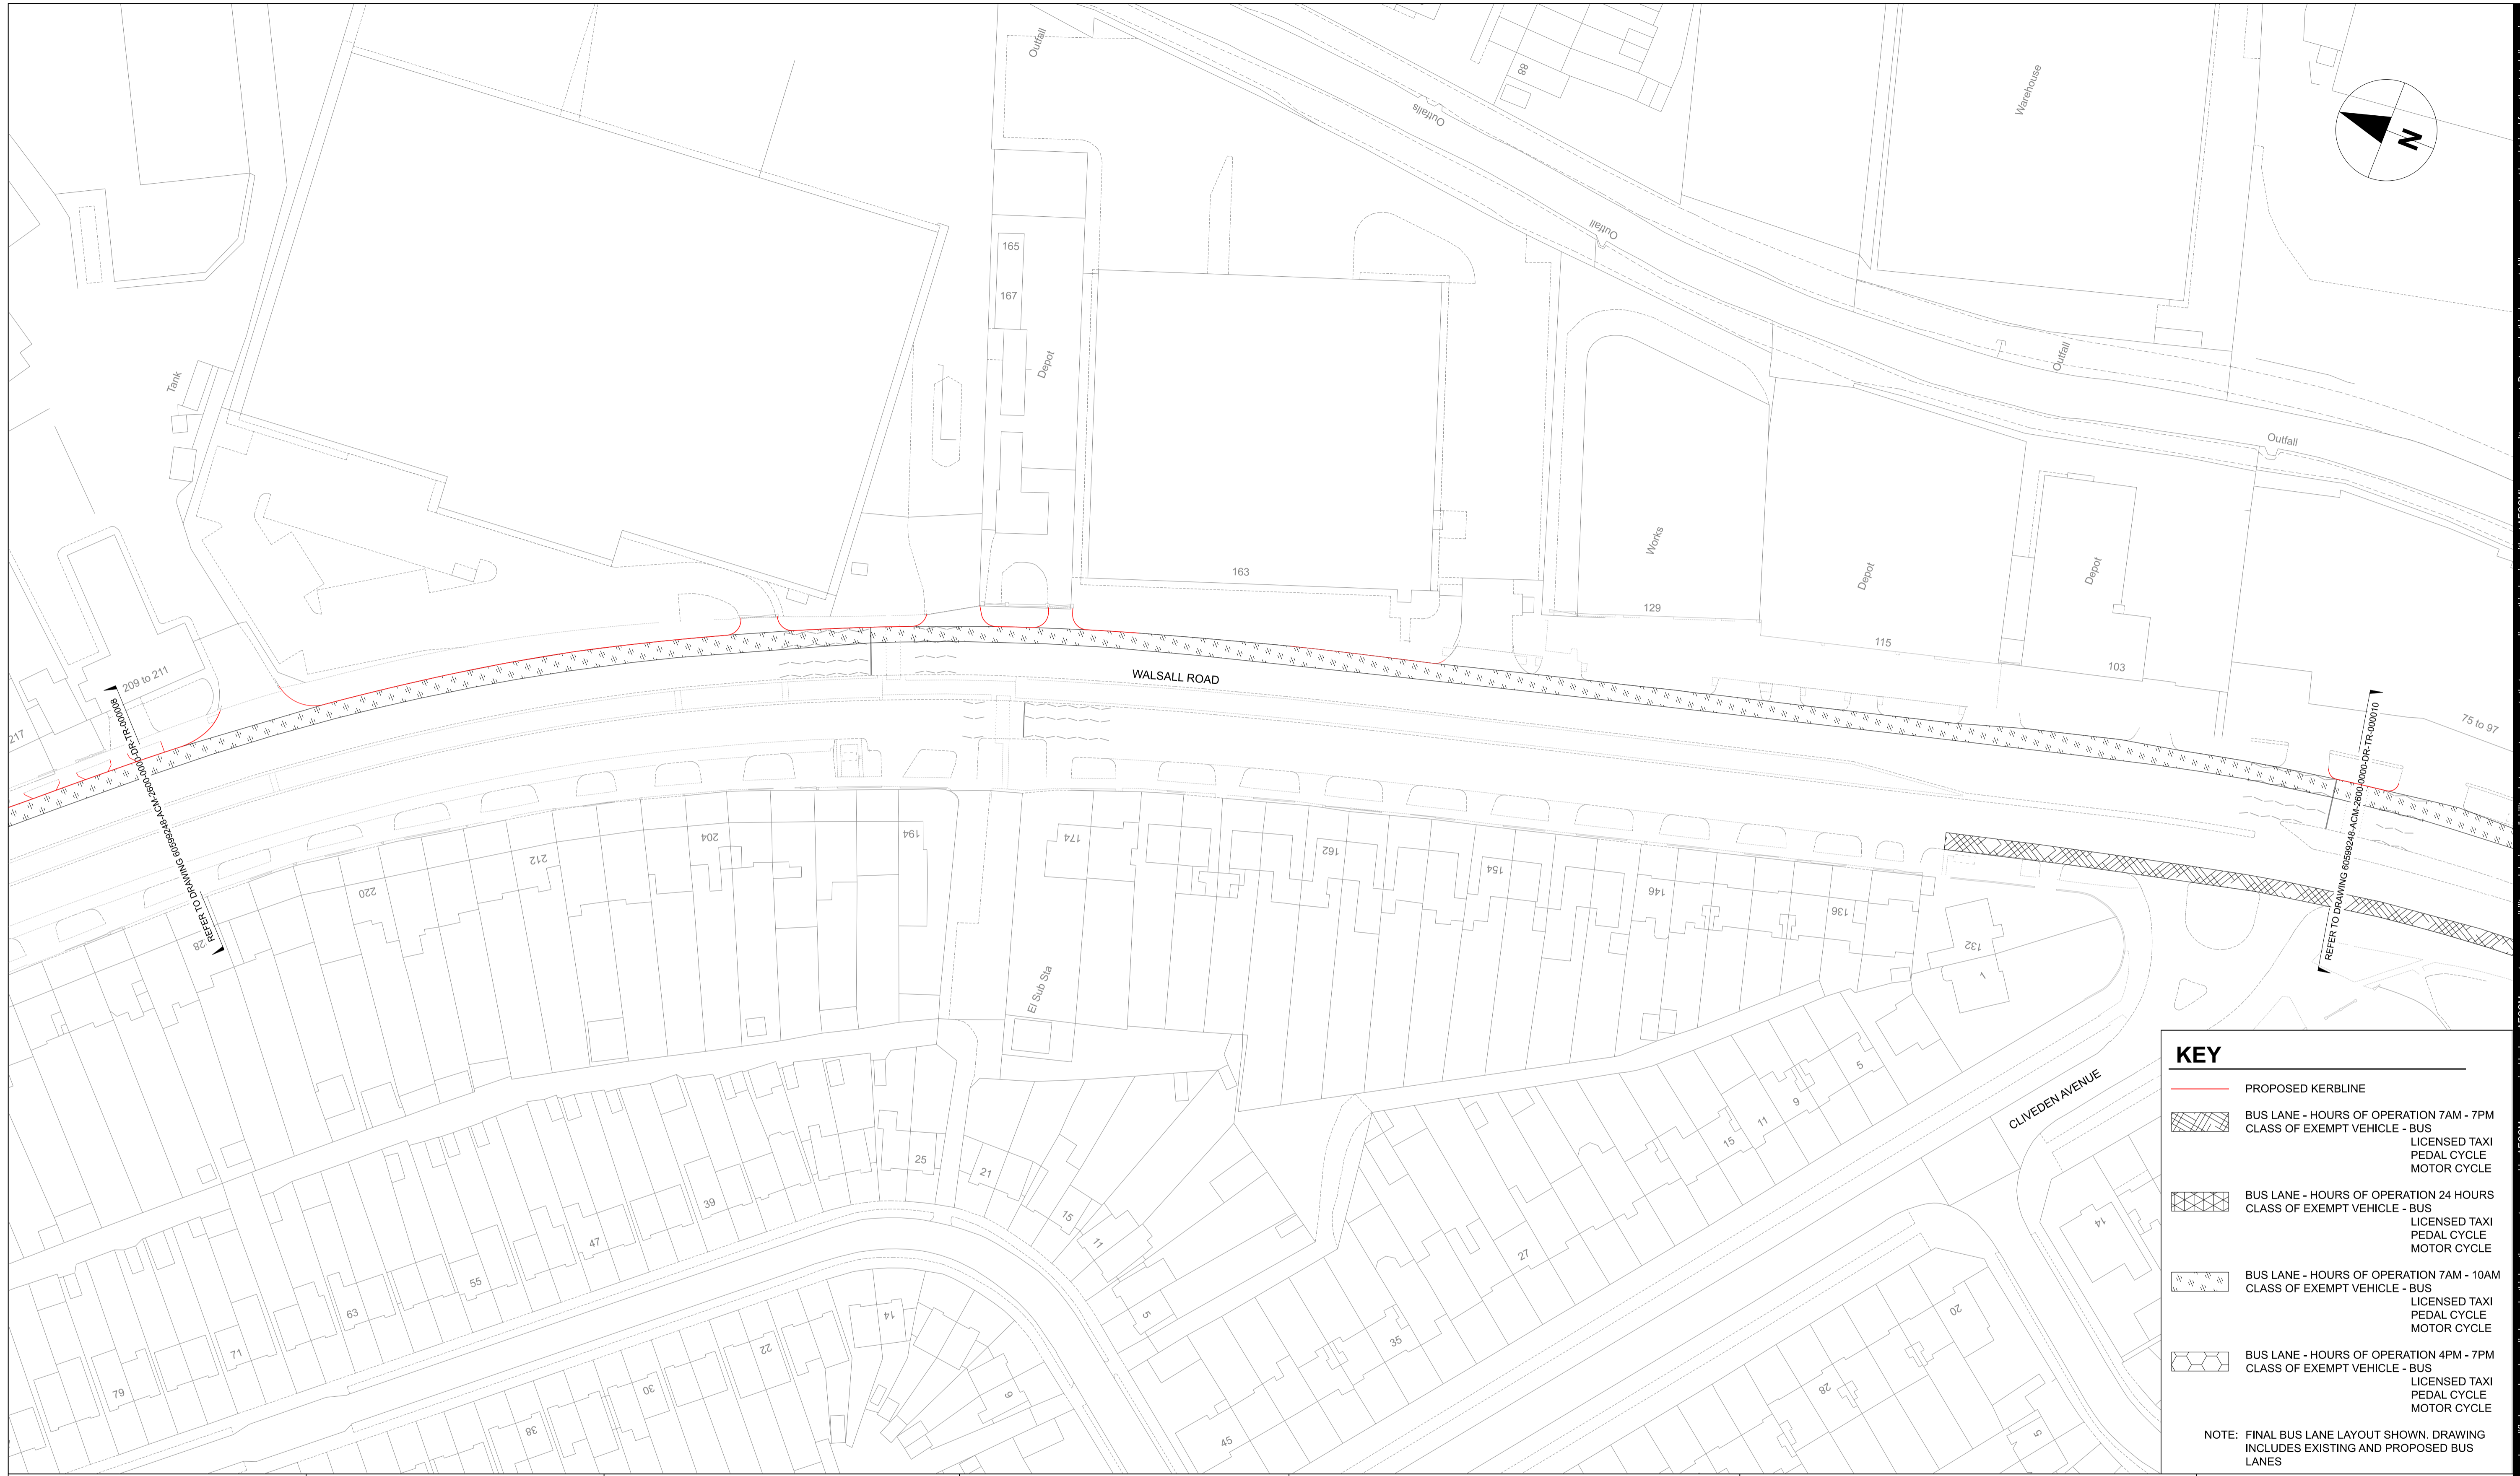 Outfall
88
Outfalls
Warehouse
N
Outfall
165
167
Depot
Tank
Outfall
Outfall
Works
Depot
Depot
163
129
115
103
75 to 97
209 to 211
217
WALSALL ROAD
REFER TO DRAWING 60599248-ACM-2600-0000-DR-TR-000008
REFER TO DRAWING 60599248-ACM-2600-0000-DR-TR-000010
28
220
212
204
194
174
162
154
146
136
132
1
El Sub Sta
5
9
11
15
27
35
45
CLIVEDEN AVENUE
25
21
15
11
5
39
47
55
63
71
79
14
22
30
38
9
14
20
28
5
KEY
PROPOSED KERBLINE
BUS LANE - HOURS OF OPERATION 7AM - 7PM
CLASS OF EXEMPT VEHICLE - BUS
LICENSED TAXI
PEDAL CYCLE
MOTOR CYCLE
BUS LANE - HOURS OF OPERATION 24 HOURS
CLASS OF EXEMPT VEHICLE - BUS
LICENSED TAXI
PEDAL CYCLE
MOTOR CYCLE
BUS LANE - HOURS OF OPERATION 7AM - 10AM
CLASS OF EXEMPT VEHICLE - BUS
LICENSED TAXI
PEDAL CYCLE
MOTOR CYCLE
BUS LANE - HOURS OF OPERATION 4PM - 7PM
CLASS OF EXEMPT VEHICLE - BUS
LICENSED TAXI
PEDAL CYCLE
MOTOR CYCLE
NOTE: FINAL BUS LANE LAYOUT SHOWN. DRAWING
INCLUDES EXISTING AND PROPOSED BUS
LANES